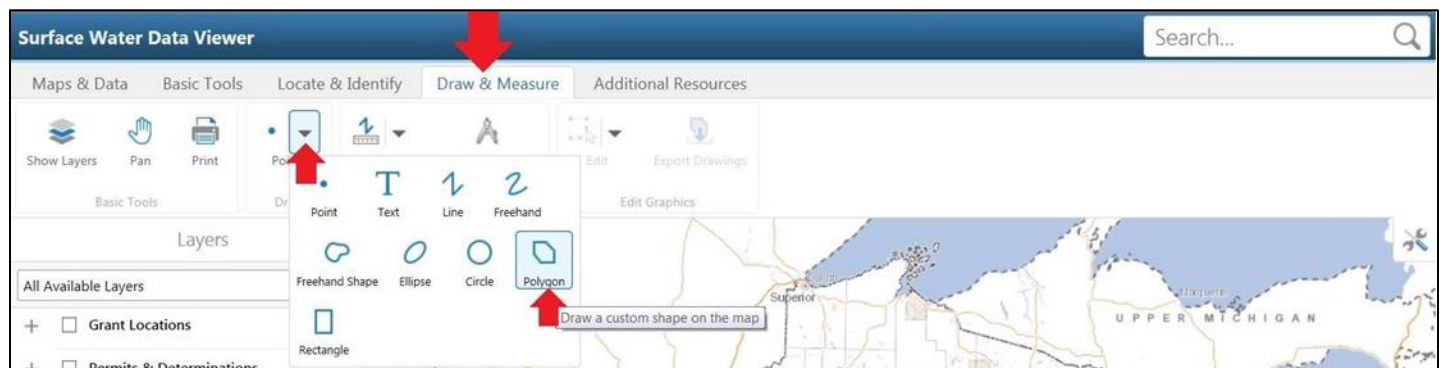 Surface Water Data Viewer
Search...
Maps & Data Basic Tools Locate & Identify Draw & Measure Additional Resources
Show Layers Pan Print Edit Export Drawings
Basic Tools Edit Graphics
Point Text Line Freehand
Layers
Freehand Shape Ellipse Circle Polygon
All Available Layers
Superior
Draw a custom shape on the map
Marquette
UPPER MICHIGAN
Grant Locations
Rectangle
Permits & Determinations